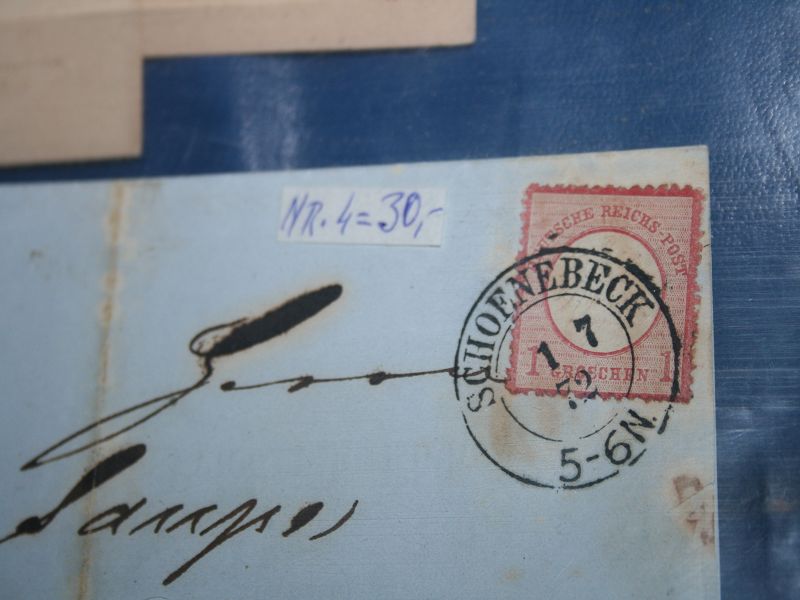 NR. 4 = 30,-
DEUTSCHE REICHS-POST
1 GROSCHEN 1
SCHOENEBECK
1 7
72
5-6N.